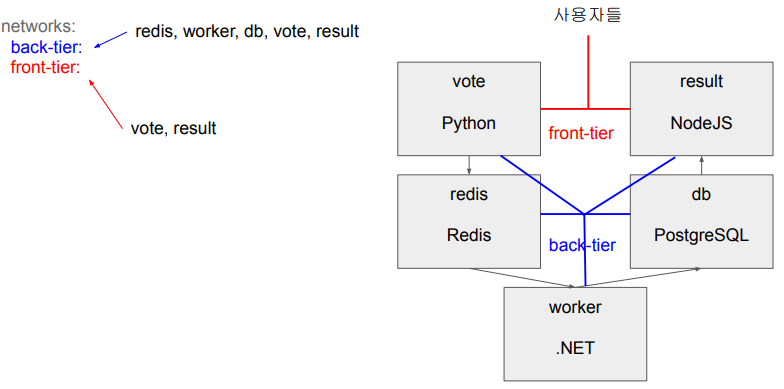 networks:
back-tier:
front-tier:
redis, worker, db, vote, result
vote, result
사용자들
vote
Python
result
NodeJS
front-tier
redis
Redis
db
PostgreSQL
back-tier
worker
.NET